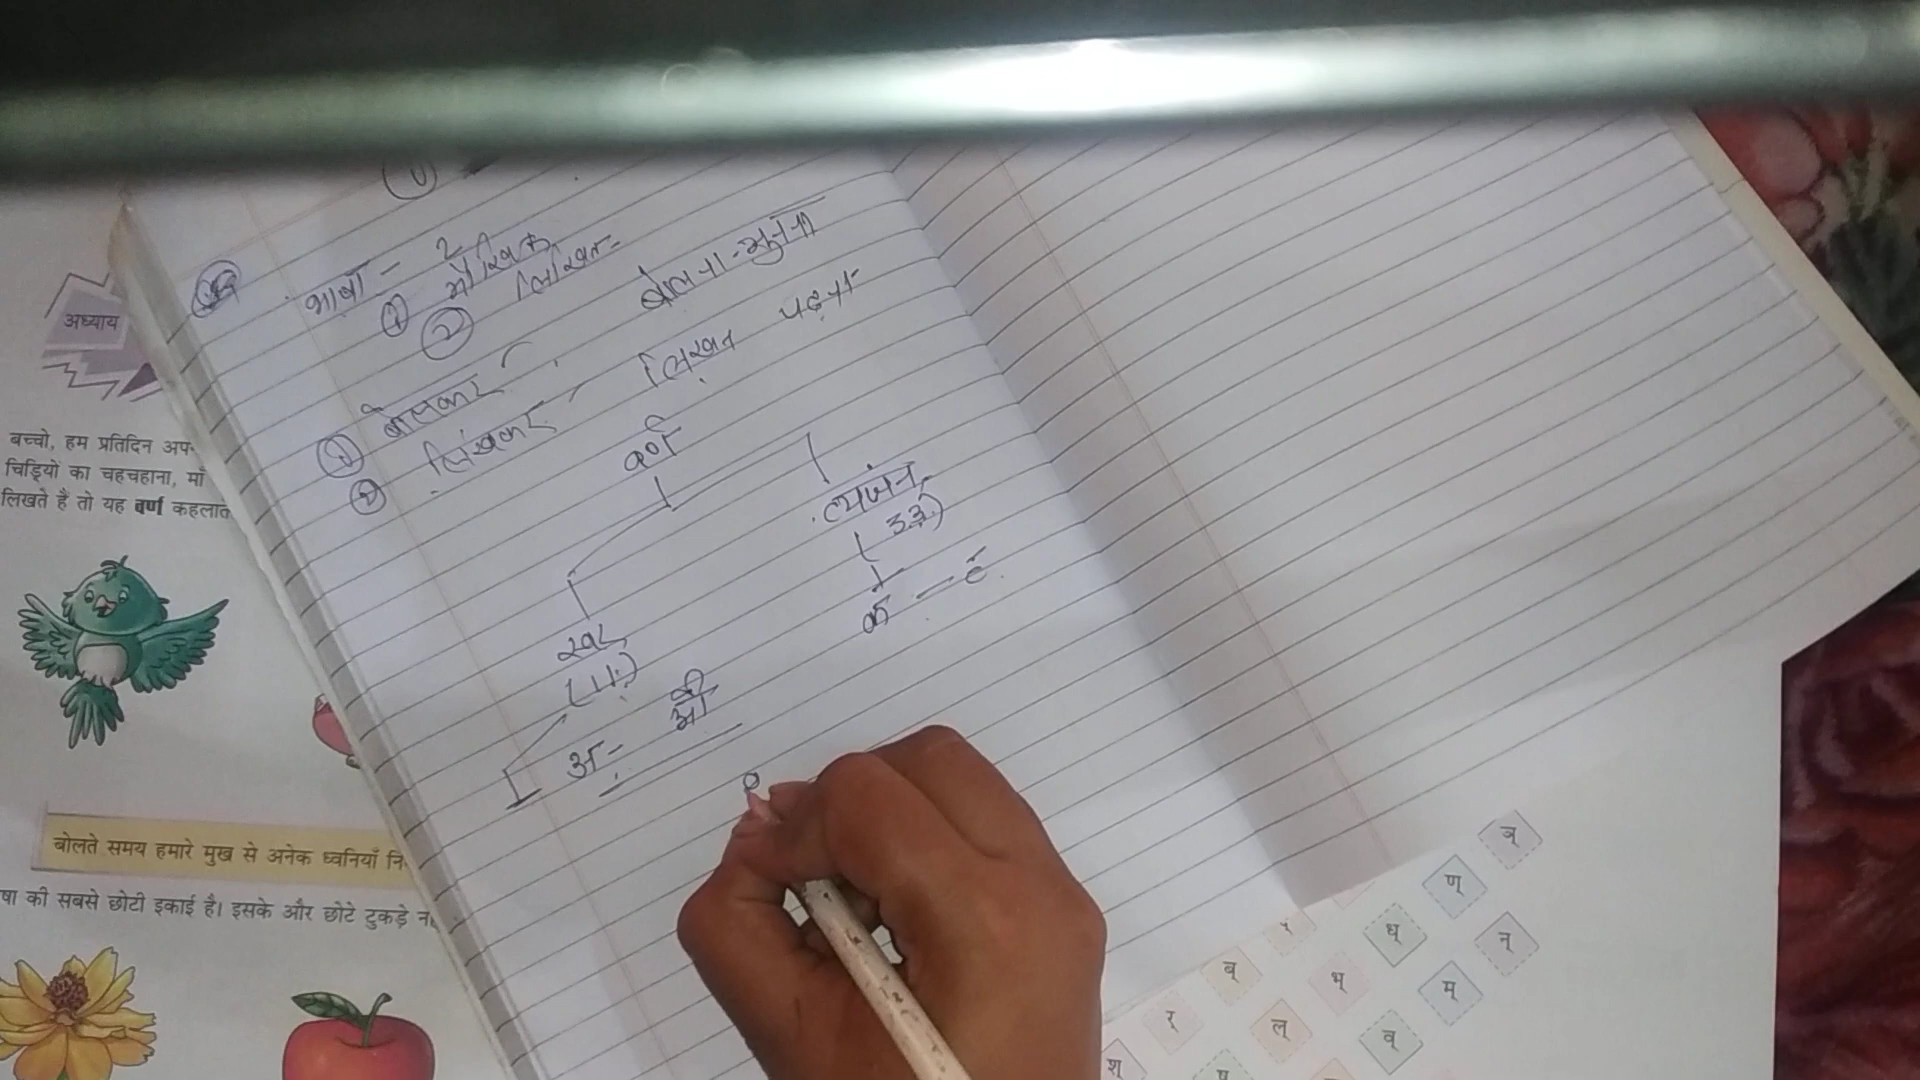 भाषा - 2
① मौखिक
② लिखित-
① बोलकर - बोलना-सुनना
② लिखकर - लिखन पढ़ना-
वर्ण
व्यजंन
(33)
क — ह
स्वर
(11)
अ - औ
अध्याय
बच्चो, हम प्रतिदिन अप
चिड़ियों का चहचहाना, माँ
लिखते हैं तो यह वर्ण कहलात
बोलते समय हमारे मुख से अनेक ध्वनियाँ नि
षा की सबसे छोटी इकाई है। इसके और छोटे टुकड़े न
ञ्
ण्
ध् न्
ब् भ् म्
र् ल् व्
श् ष्